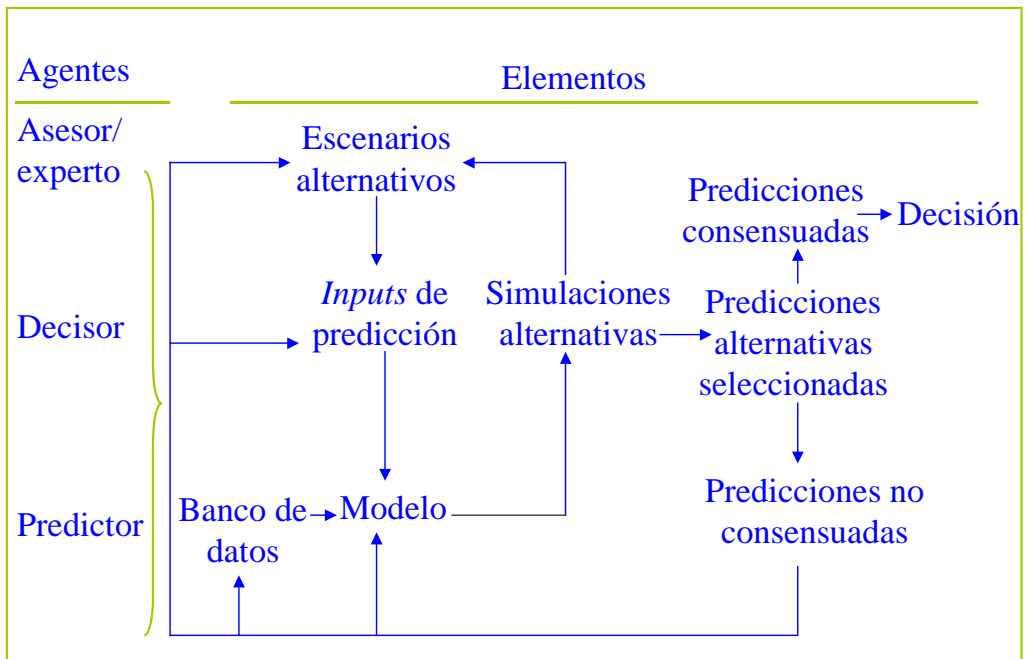 Agentes
Elementos
Asesor/
experto
Escenarios
alternativos
Predicciones
consensuadas
Decisión
Decisor
Inputs de
predicción
Simulaciones
alternativas
Predicciones
alternativas
seleccionadas
Predictor
Banco de
datos
Modelo
Predicciones no
consensuadas